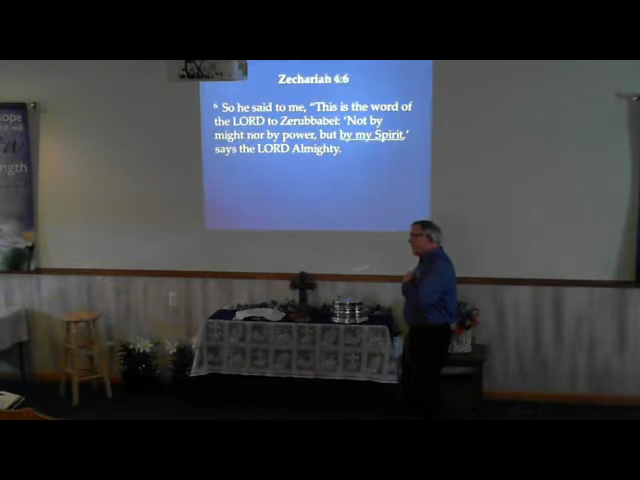 Zechariah 4:6
6 So he said to me, “This is the word of
the LORD to Zerubbabel: ‘Not by
might nor by power, but by my Spirit,’
says the LORD Almighty.